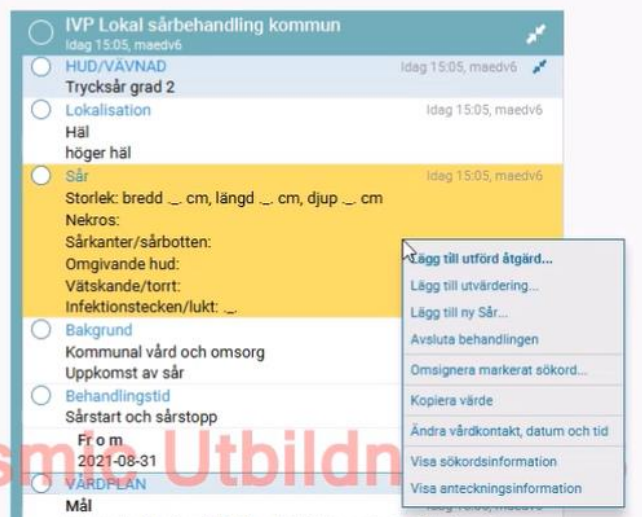 IVP Lokal sårbehandling kommun
Idag 15:05, maedv6
HUD/VÄVNAD Idag 15:05, maedv6
Trycksår grad 2
Lokalisation Idag 15:05, maedv6
Häl
höger häl
Sår Idag 15:05, maedv6
Storlek: bredd ._. cm, längd ._. cm, djup ._. cm
Nekros:
Sårkanter/sårbotten:
Omgivande hud:
Vätskande/torrt:
Infektionstecken/lukt: ._.
Bakgrund
Kommunal vård och omsorg
Uppkomst av sår
Behandlingstid
Sårstart och sårstopp
Fr o m
2021-08-31
VÅRDPLAN
Mål
Lägg till utförd åtgärd...
Lägg till utvärdering...
Lägg till ny Sår...
Avsluta behandlingen
Omsignera markerat sökord...
Kopiera värde
Ändra vårdkontakt, datum och tid
Visa sökordsinformation
Visa anteckningsinformation
smic Utbildn